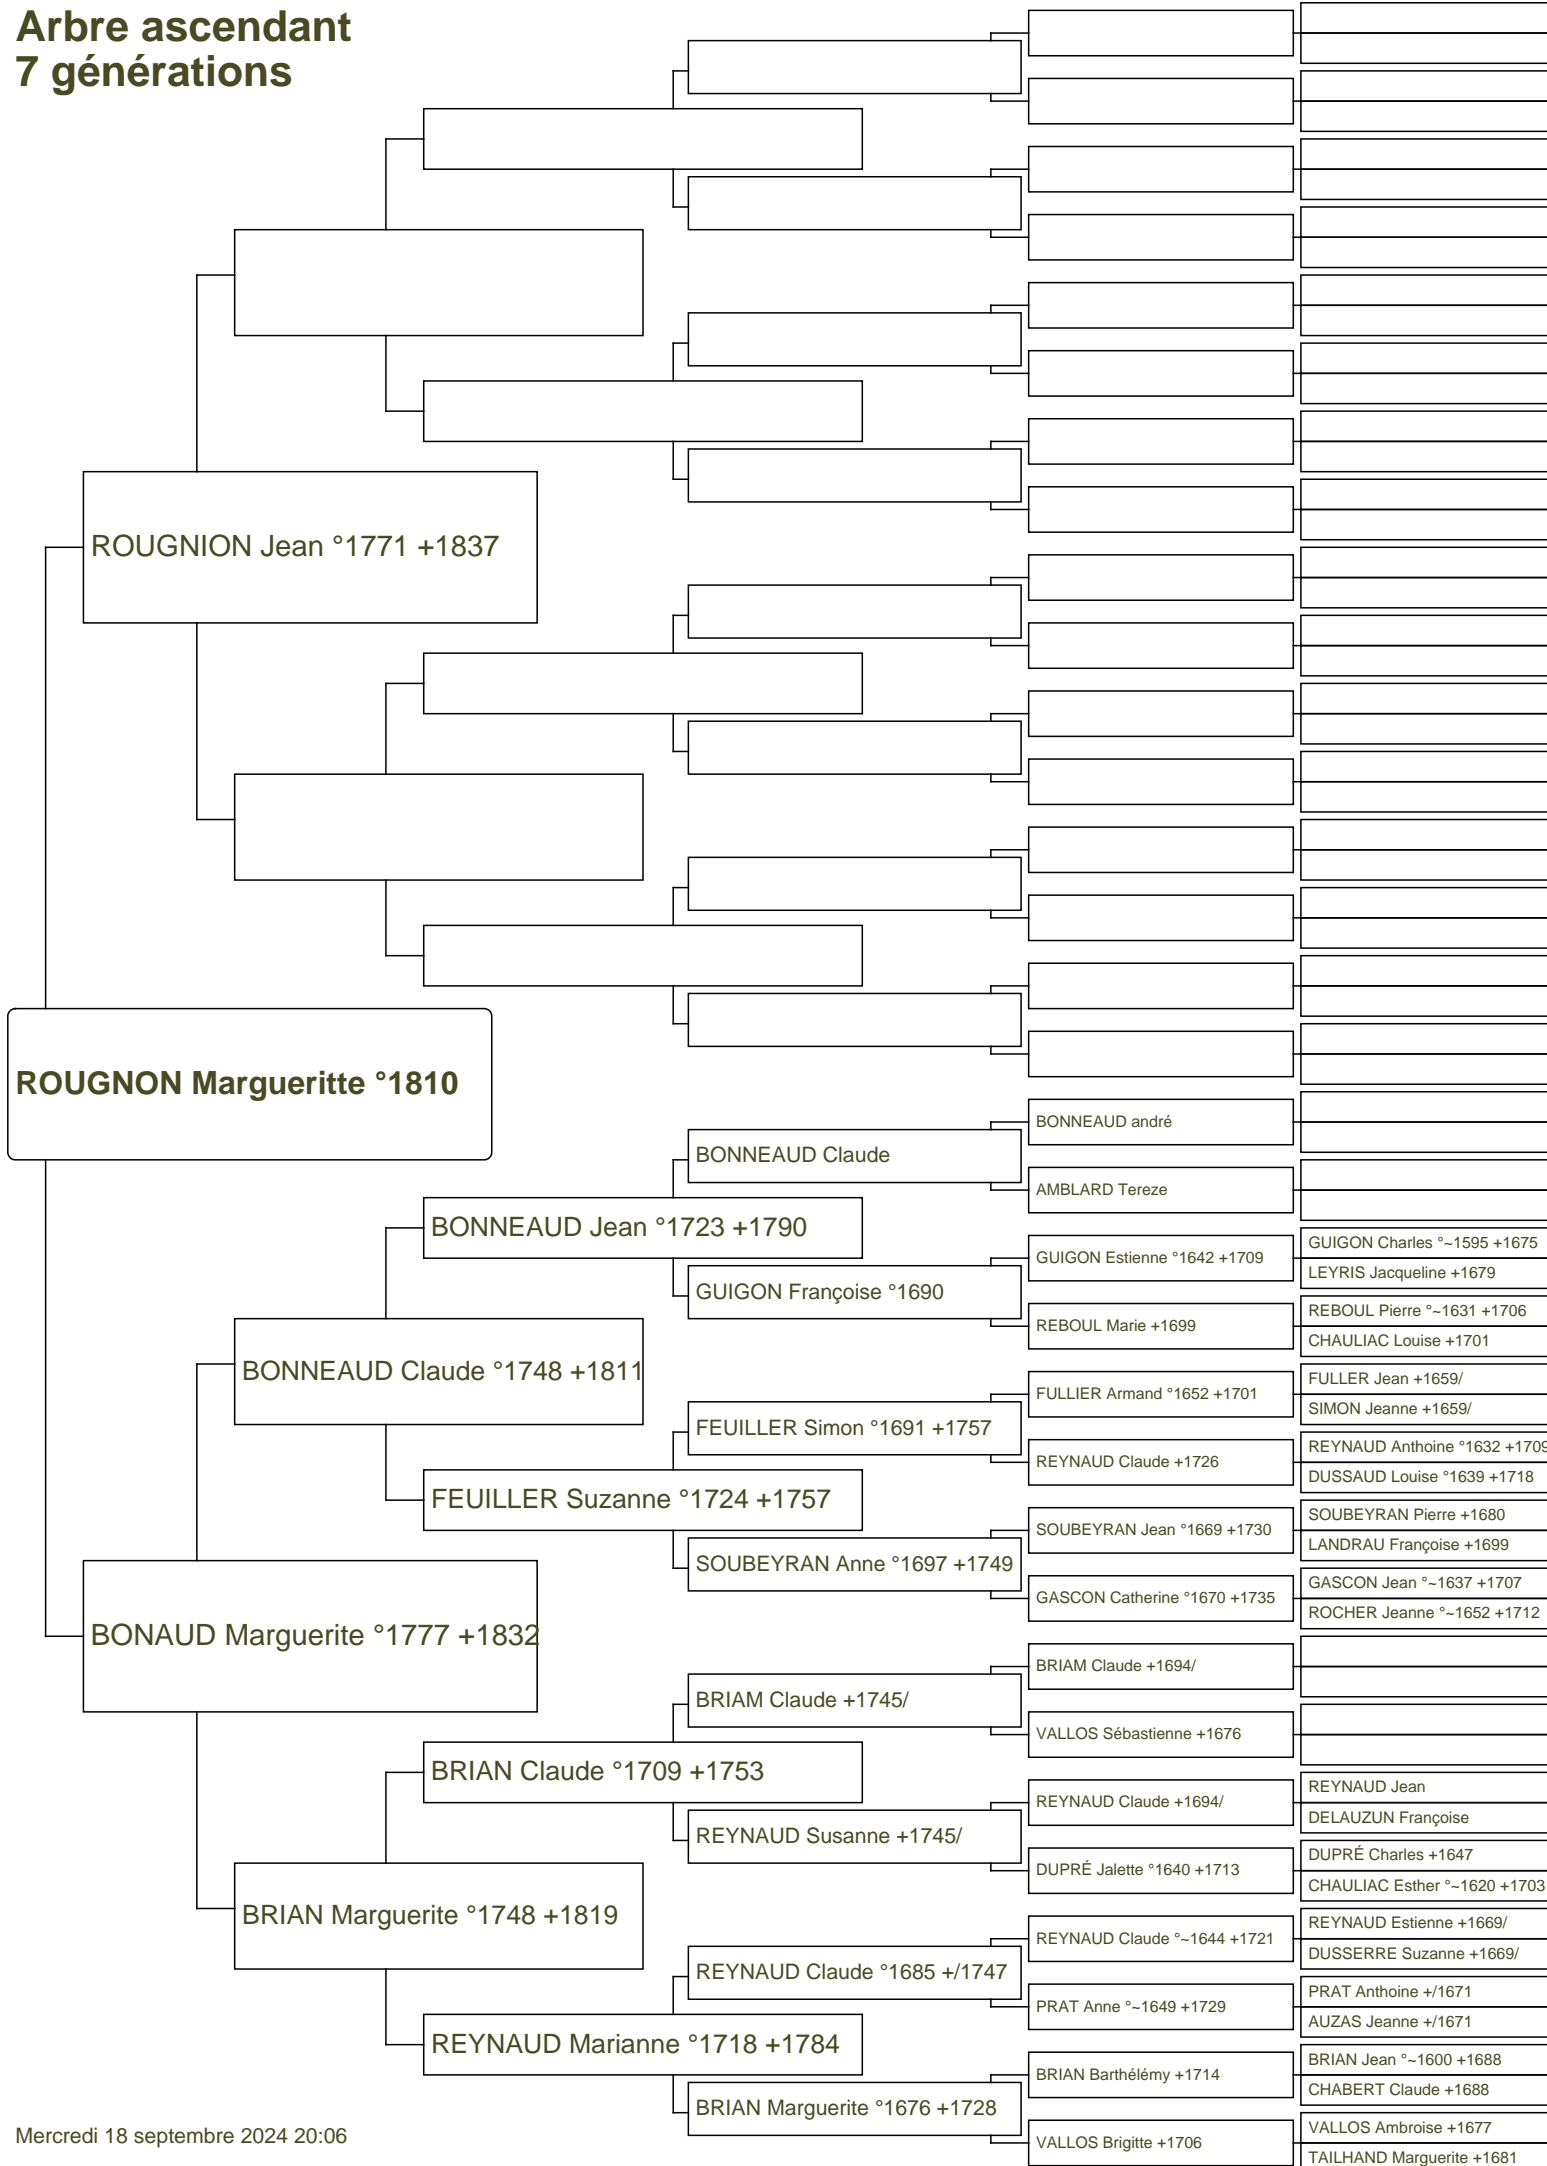 Arbre ascendant
7 générations
ROUGNION Jean °1771 +1837
ROUGNON Margueritte °1810
BONNEAUD andré
BONNEAUD Claude
AMBLARD Tereze
BONNEAUD Jean °1723 +1790
GUIGON Charles °~1595 +1675
GUIGON Estienne °1642 +1709
LEYRIS Jacqueline +1679
GUIGON Françoise °1690
REBOUL Pierre °~1631 +1706
REBOUL Marie +1699
CHAULIAC Louise +1701
BONNEAUD Claude °1748 +1811
FULLER Jean +1659/
FULLIER Armand °1652 +1701
SIMON Jeanne +1659/
FEUILLER Simon °1691 +1757
REYNAUD Anthoine °1632 +1709
REYNAUD Claude +1726
DUSSAUD Louise °1639 +1718
FEUILLER Suzanne °1724 +1757
SOUBEYRAN Pierre +1680
SOUBEYRAN Jean °1669 +1730
LANDRAU Françoise +1699
SOUBEYRAN Anne °1697 +1749
GASCON Jean °~1637 +1707
GASCON Catherine °1670 +1735
ROCHER Jeanne °~1652 +1712
BONAUD Marguerite °1777 +1832
BRIAM Claude +1694/
BRIAM Claude +1745/
VALLOS Sébastienne +1676
BRIAN Claude °1709 +1753
REYNAUD Jean
REYNAUD Claude +1694/
DELAUZUN Françoise
REYNAUD Susanne +1745/
DUPRÉ Charles +1647
DUPRÉ Jalette °1640 +1713
CHAULIAC Esther °~1620 +1703
BRIAN Marguerite °1748 +1819
REYNAUD Estienne +1669/
REYNAUD Claude °~1644 +1721
DUSSERRE Suzanne +1669/
REYNAUD Claude °1685 +/1747
PRAT Anthoine +/1671
PRAT Anne °~1649 +1729
AUZAS Jeanne +/1671
REYNAUD Marianne °1718 +1784
BRIAN Jean °~1600 +1688
BRIAN Barthélémy +1714
CHABERT Claude +1688
BRIAN Marguerite °1676 +1728
VALLOS Ambroise +1677
VALLOS Brigitte +1706
TAILHAND Marguerite +1681
Mercredi 18 septembre 2024 20:06